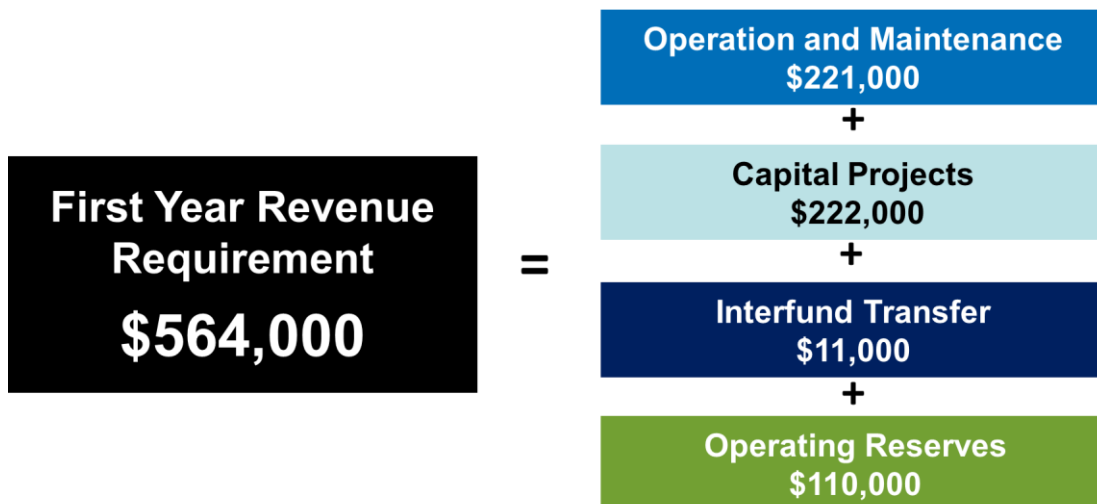 First Year Revenue
Requirement
$564,000
=
Operation and Maintenance
$221,000
+
Capital Projects
$222,000
+
Interfund Transfer
$11,000
+
Operating Reserves
$110,000